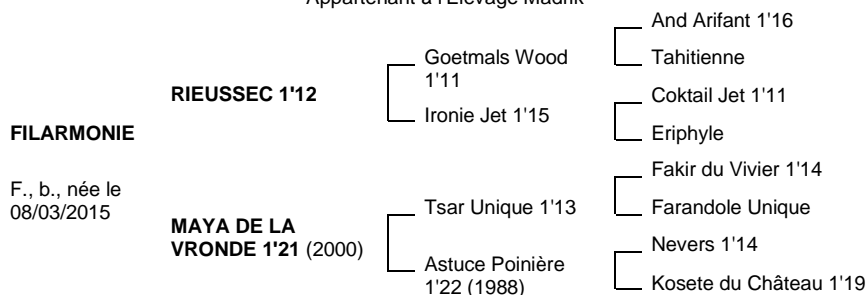 Appartenant à l'Elevage Madrik
And Arifant 1'16
Goetmals Wood
1'11
Tahitienne
RIEUSSEC 1'12
Ironie Jet 1'15
Coktail Jet 1'11
Eriphyle
FILARMONIE
F., b., née le
08/03/2015
Fakir du Vivier 1'14
Tsar Unique 1'13
Farandole Unique
MAYA DE LA
VRONDE 1'21 (2000)
Nevers 1'14
Astuce Poinière
1'22 (1988)
Kosete du Château 1'19